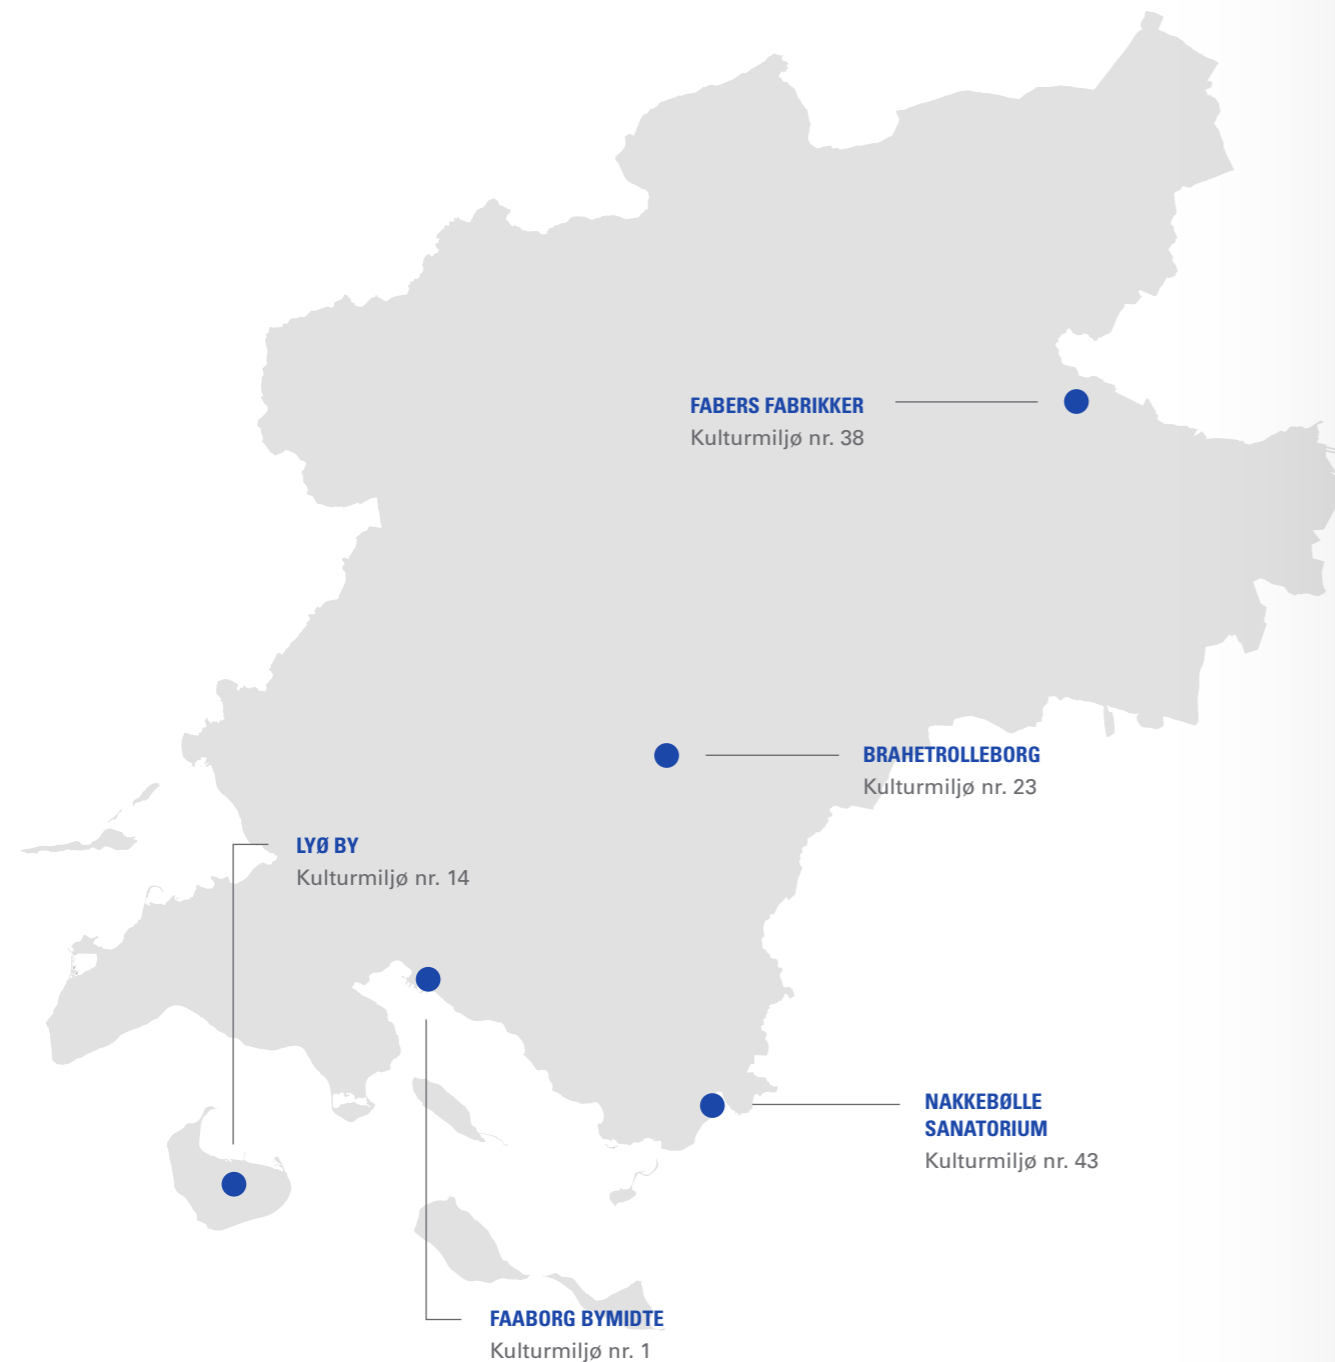 FABERS FABRIKKER
Kulturmiljø nr. 38
BRAHETROLLEBORG
Kulturmiljø nr. 23
LYØ BY
Kulturmiljø nr. 14
NAKKEBØLLE
SANATORIUM
Kulturmiljø nr. 43
FAABORG BYMIDTE
Kulturmiljø nr. 1